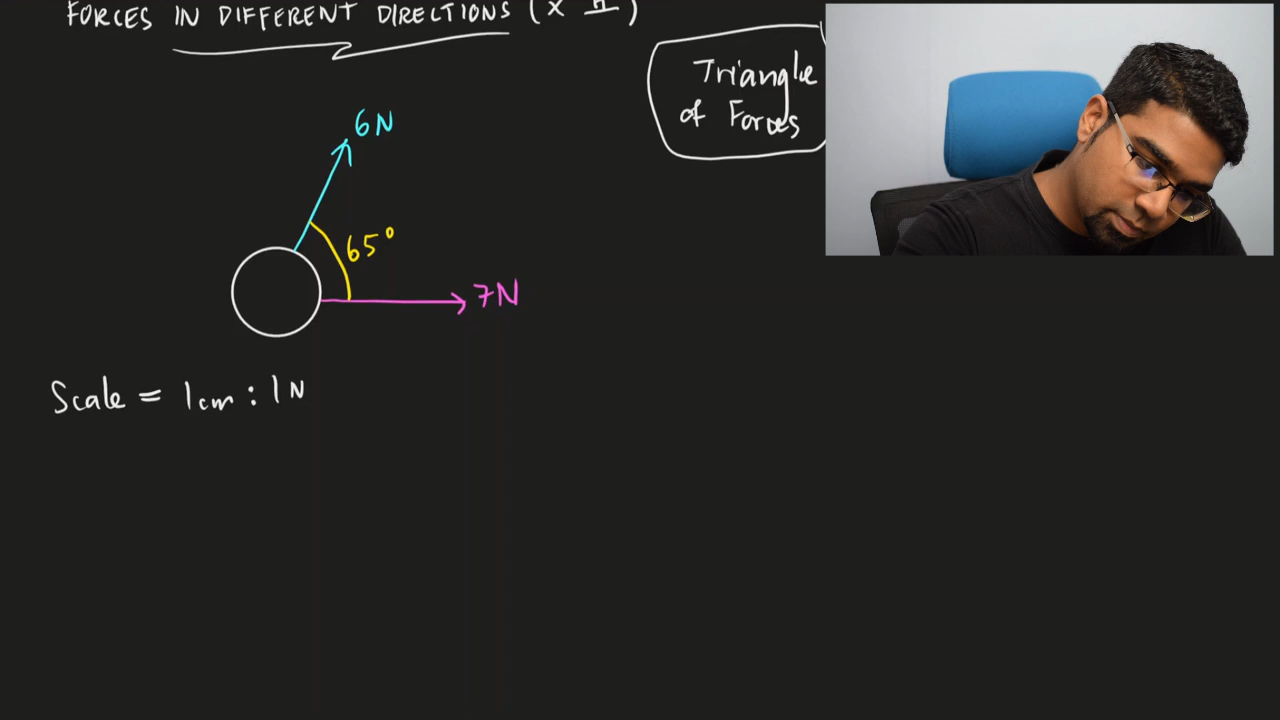 FORCES IN DIFFERENT DIRECTIONS (X
Triangle
of Forces
6N
65°
7N
Scale = 1cm : 1N